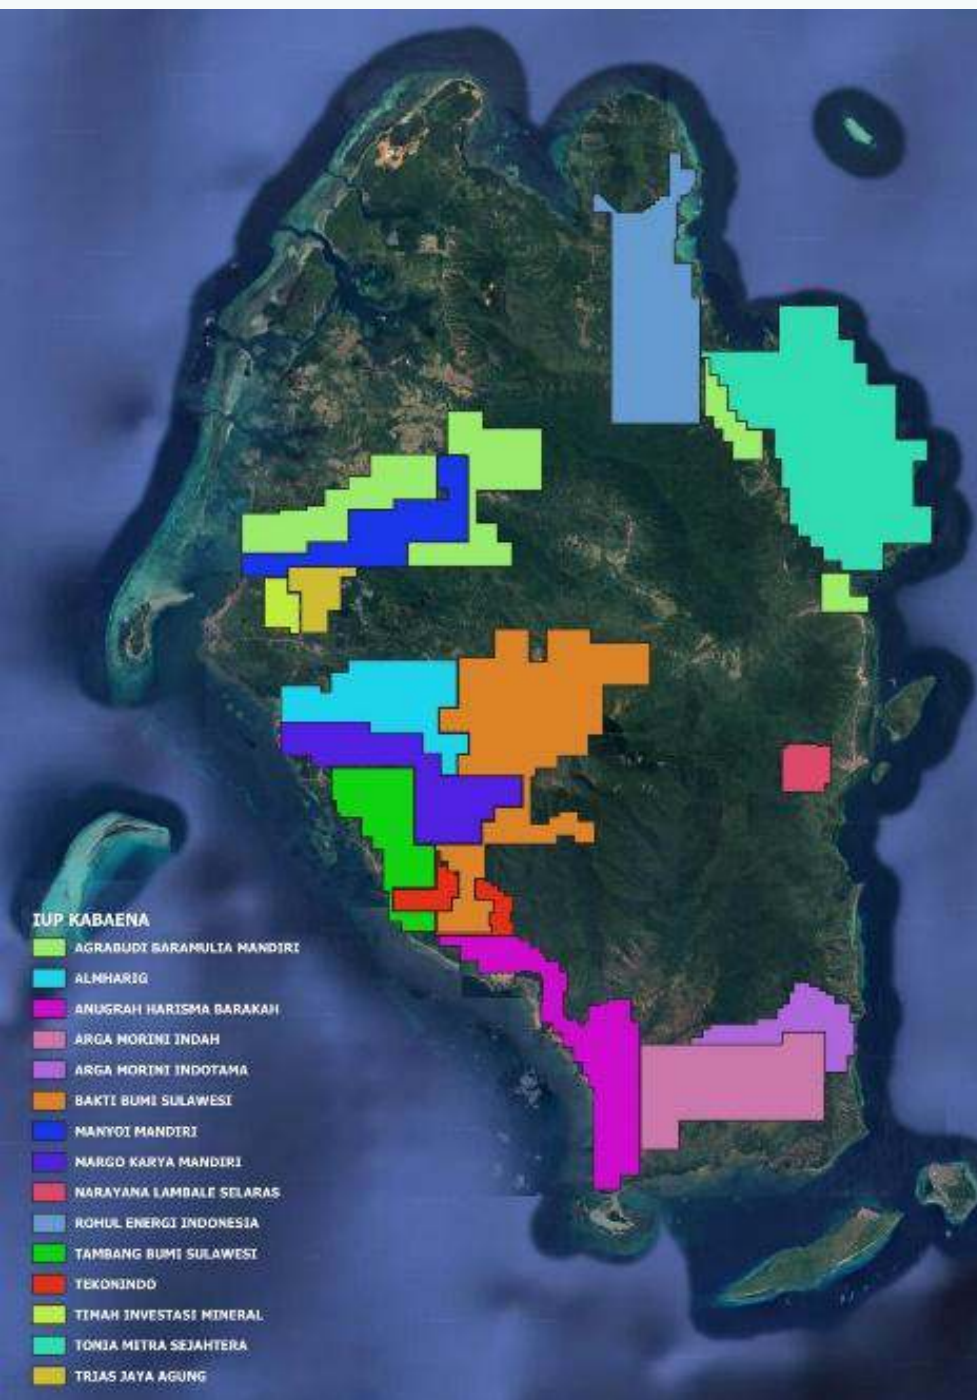 IUP KABAENA
AGRABUDI BARAMULIA MANDIRI
ALMHARIG
ANUGRAH HARISMA BARAKAH
ARGA MORINI INDAH
ARGA MORINI INDOTAMA
BAKTI BUMI SULAWESI
MANYOI MANDIRI
MARGO KARYA MANDIRI
NARAYANA LAMBALE SELARAS
ROHUL ENERGI INDONESIA
TAMBANG BUMI SULAWESI
TEKONINDO
TIMAH INVESTASI MINERAL
TONIA MITRA SEJAHTERA
TRIAS JAYA AGUNG